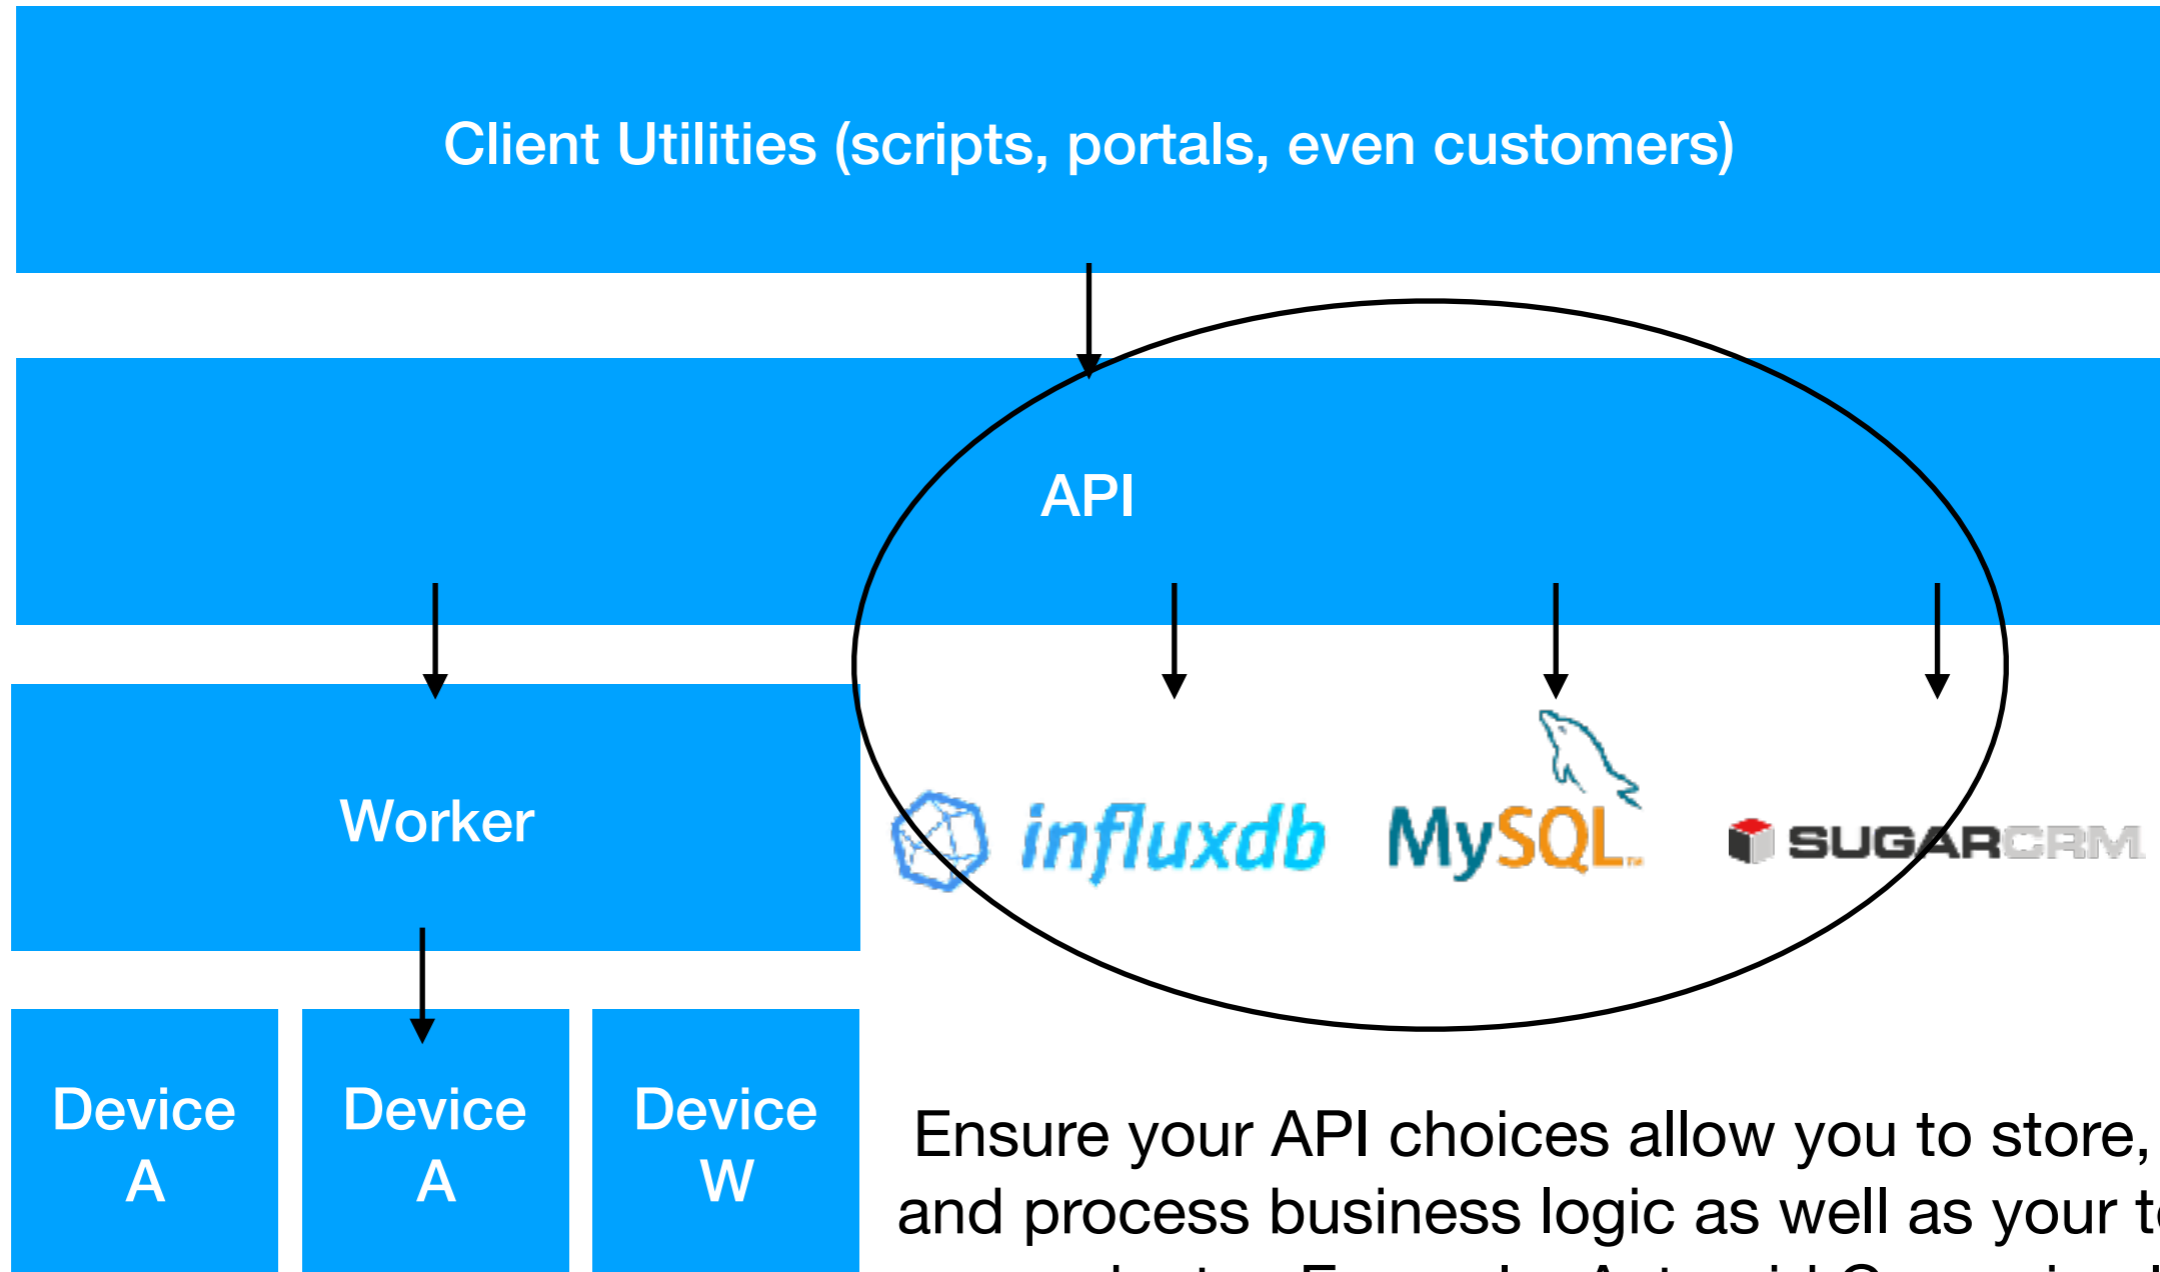 Client Utilities (scripts, portals, even customers)
API
Worker
influxdb
MySQL
SUGARCRM
Device
A
Device
A
Device
W
Ensure your API choices allow you to store,
and process business logic as well as your